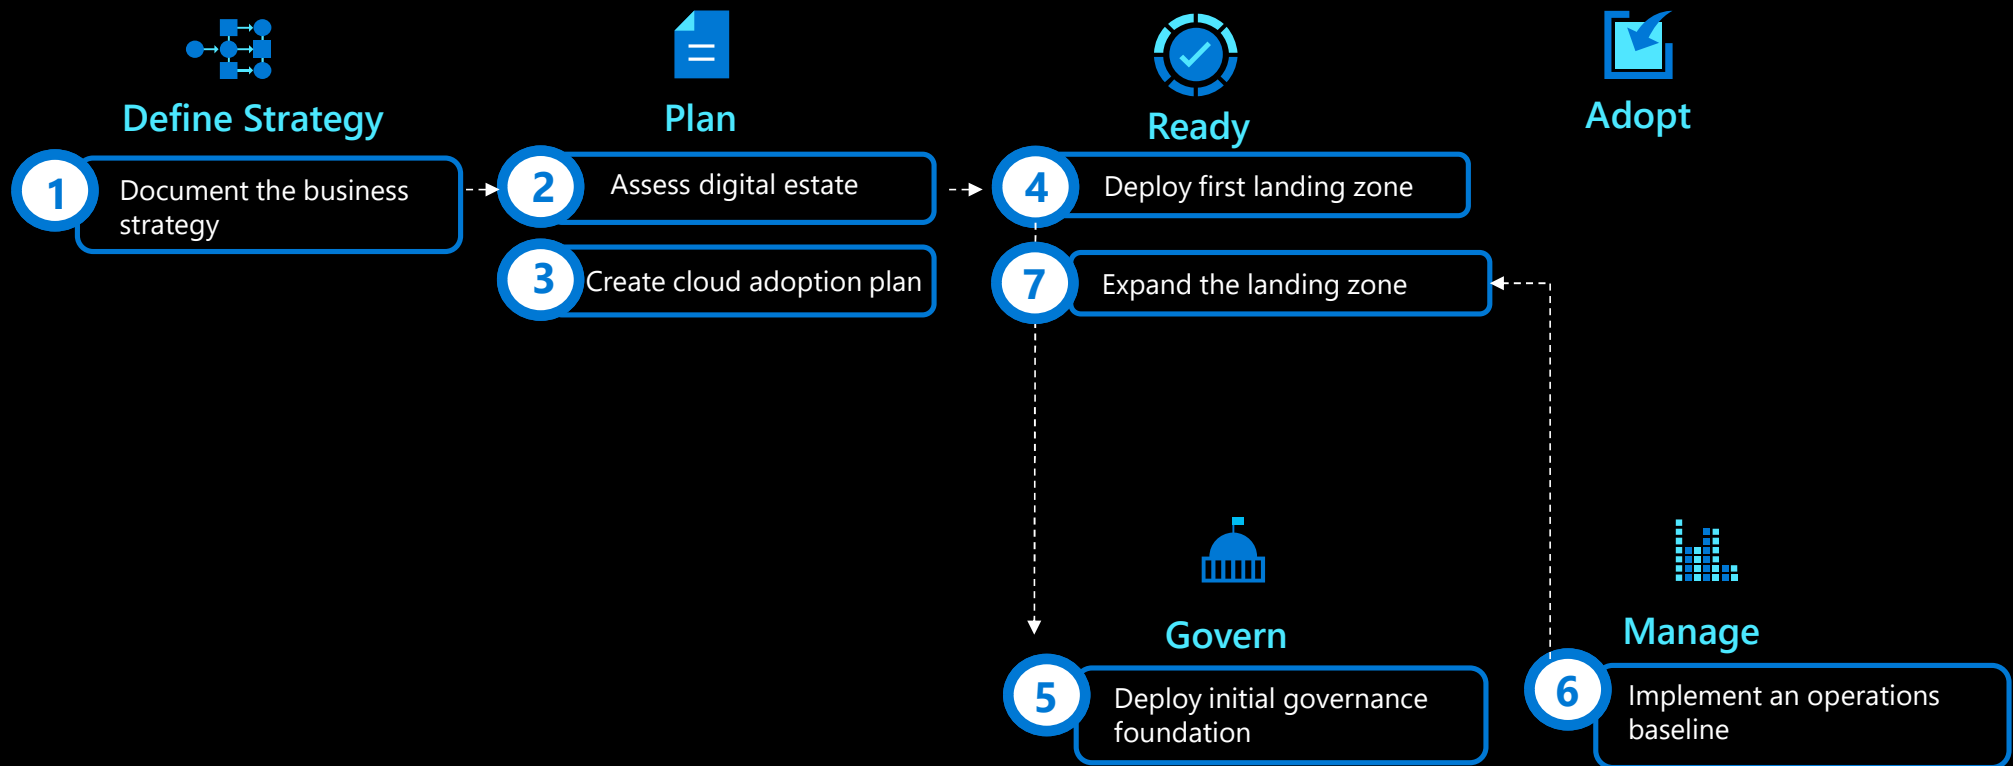 Define Strategy
Plan
Ready
Adopt
1
Document the business
strategy
2
Assess digital estate
3
Create cloud adoption plan
4
Deploy first landing zone
7
Expand the landing zone
Govern
5
Deploy initial governance
foundation
Manage
6
Implement an operations
baseline